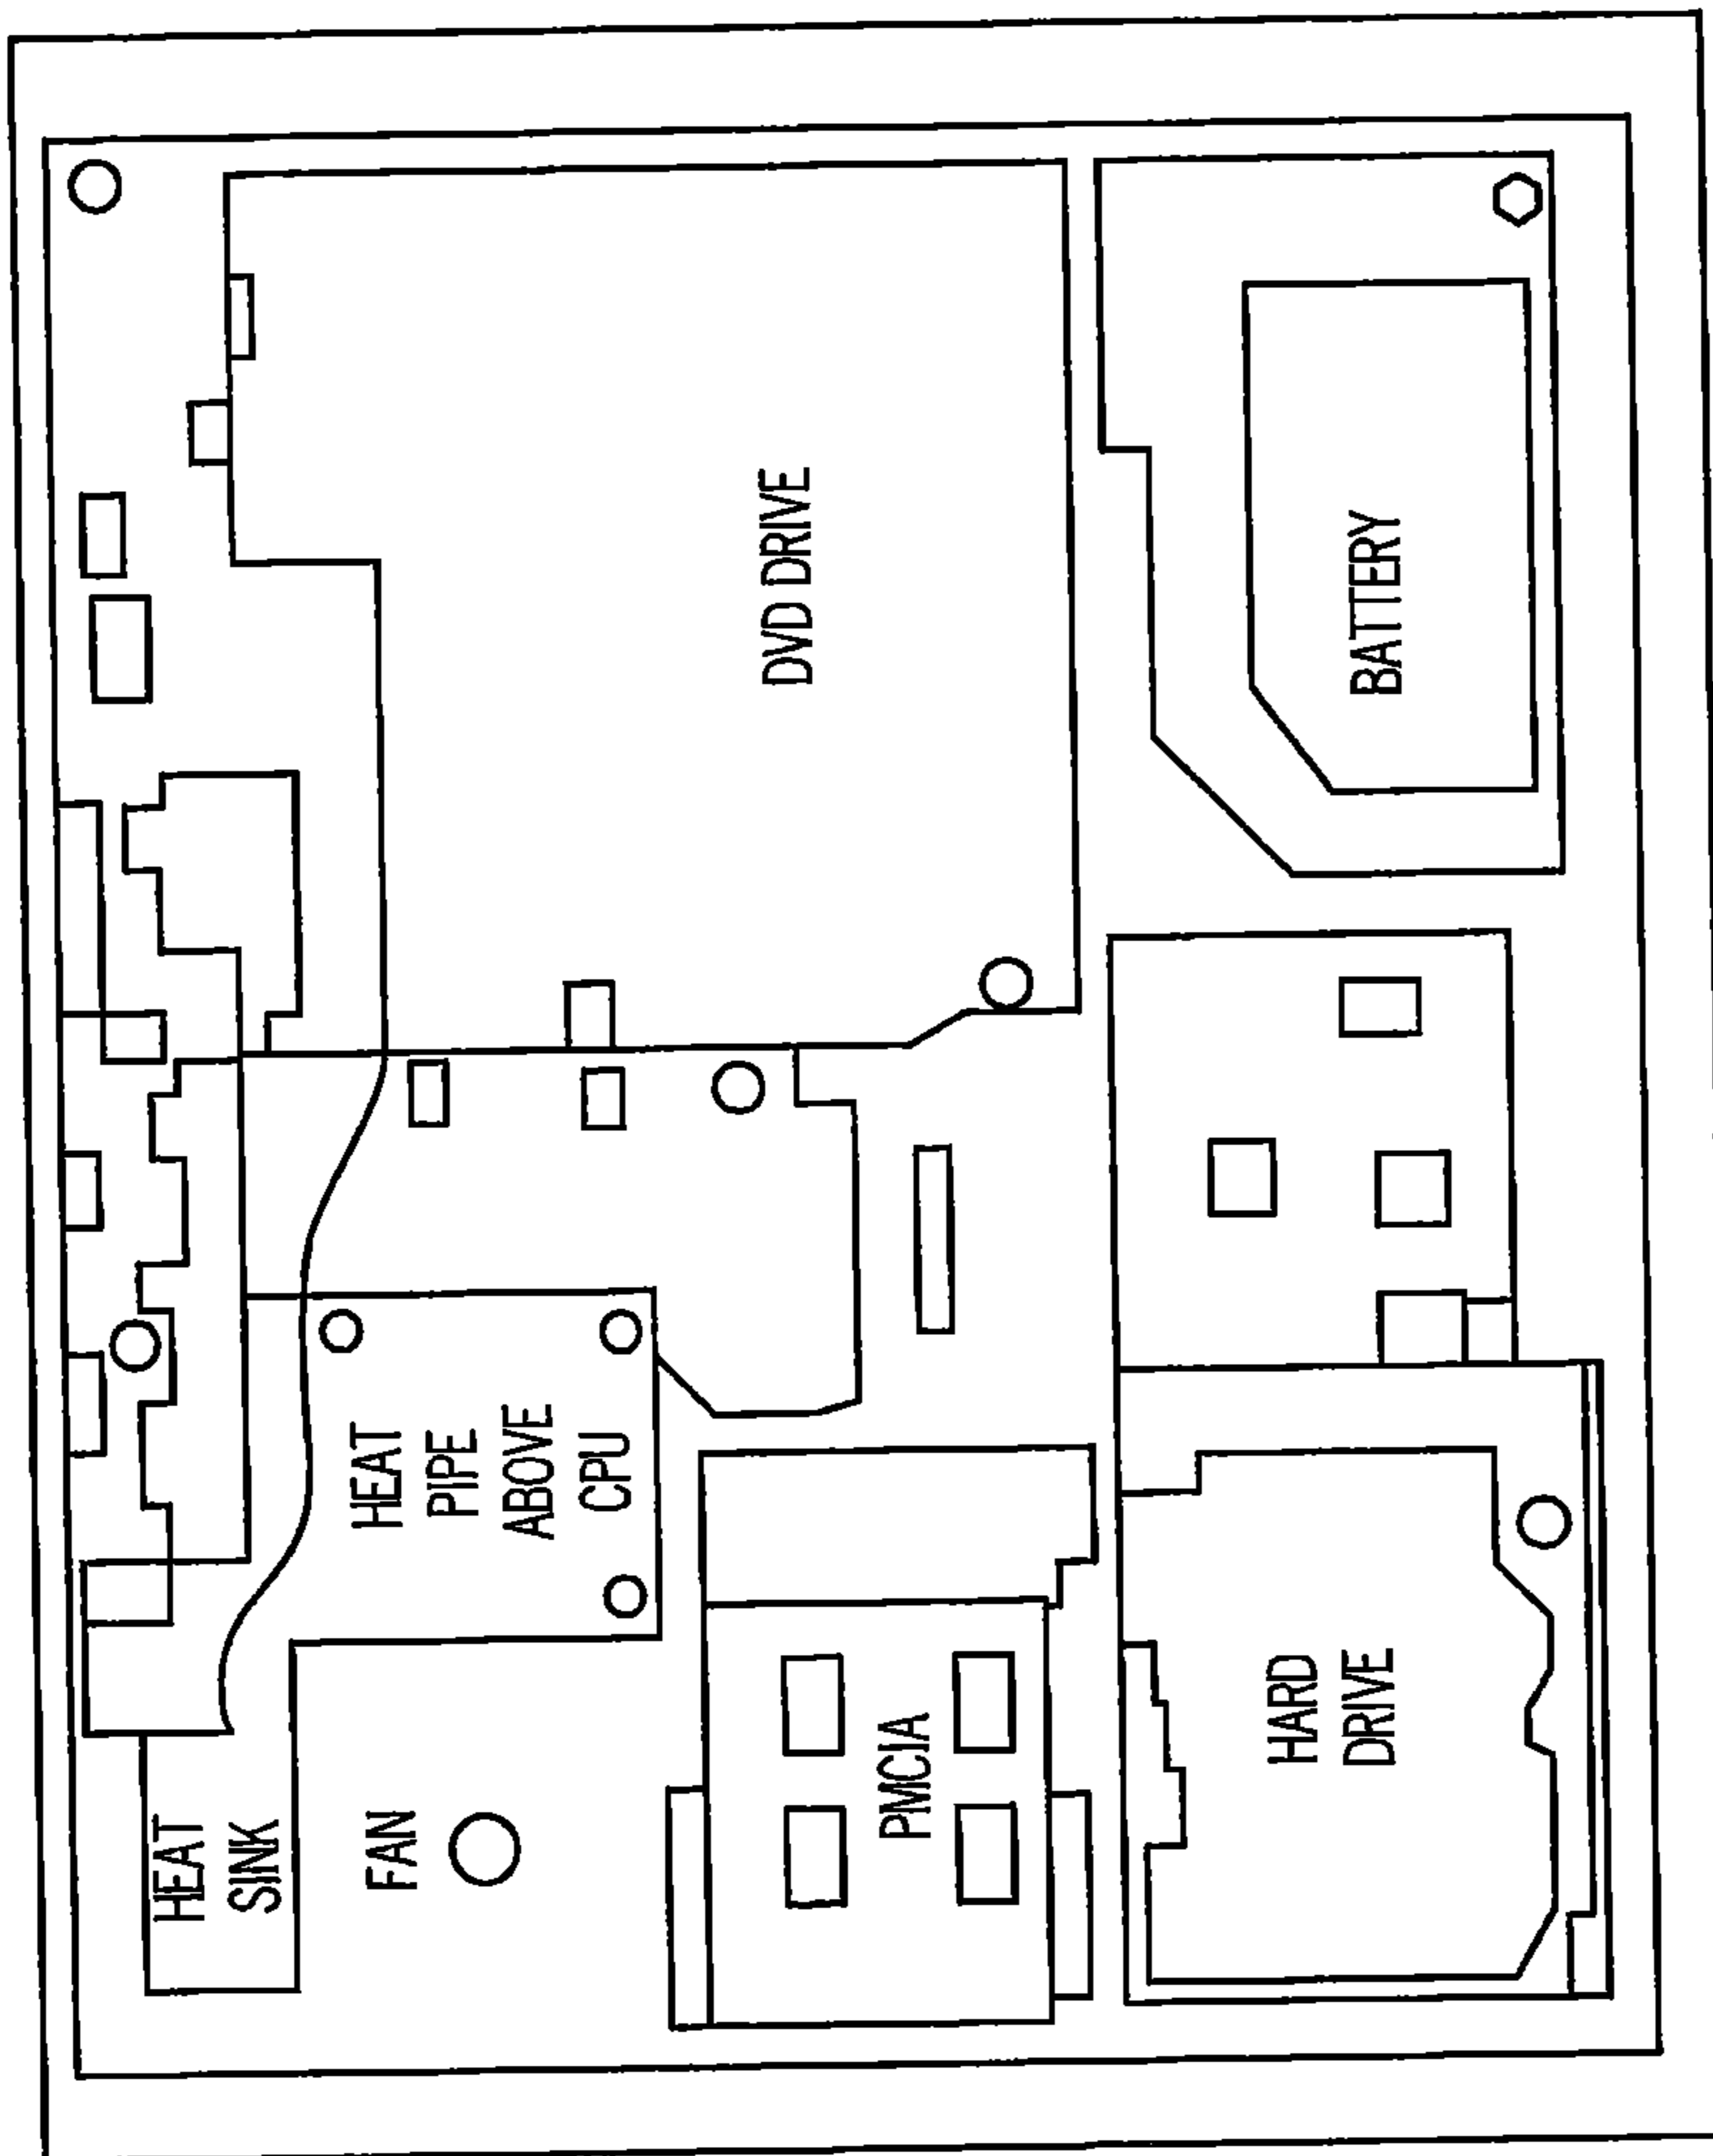 HEAT
SINK
FAN
HEAT
PIPE
ABOVE
CPU
DVD DRIVE
PMCIA
HARD
DRIVE
BATTERY